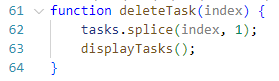 61 function deleteTask(index) {
62     tasks.splice(index, 1);
63     displayTasks();
64 }